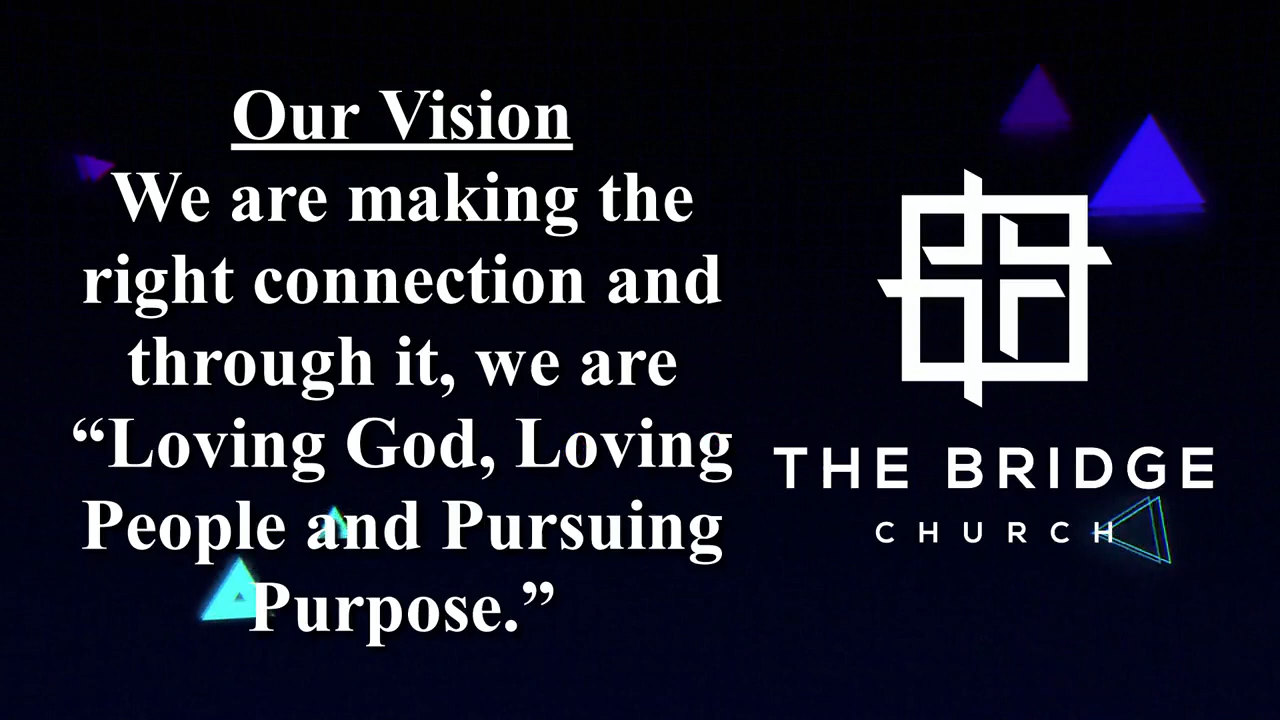 Our Vision
We are making the
right connection and
through it, we are
“Loving God, Loving
People and Pursuing
Purpose.”
THE BRIDGE
CHURCH